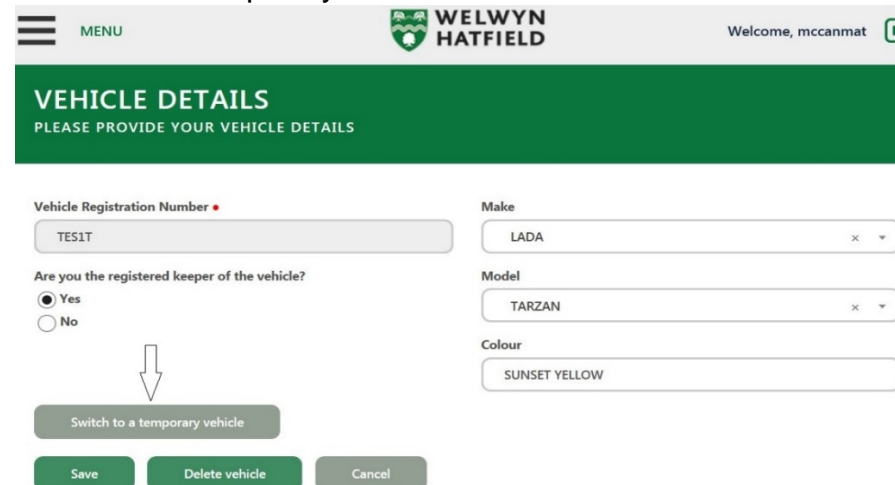 MENU
WELWYN
HATFIELD
Welcome, mccanmat
VEHICLE DETAILS
PLEASE PROVIDE YOUR VEHICLE DETAILS
Vehicle Registration Number
TES1T
Are you the registered keeper of the vehicle?
Yes
No
Make
LADA
Model
TARZAN
Colour
SUNSET YELLOW
Switch to a temporary vehicle
Save
Delete vehicle
Cancel